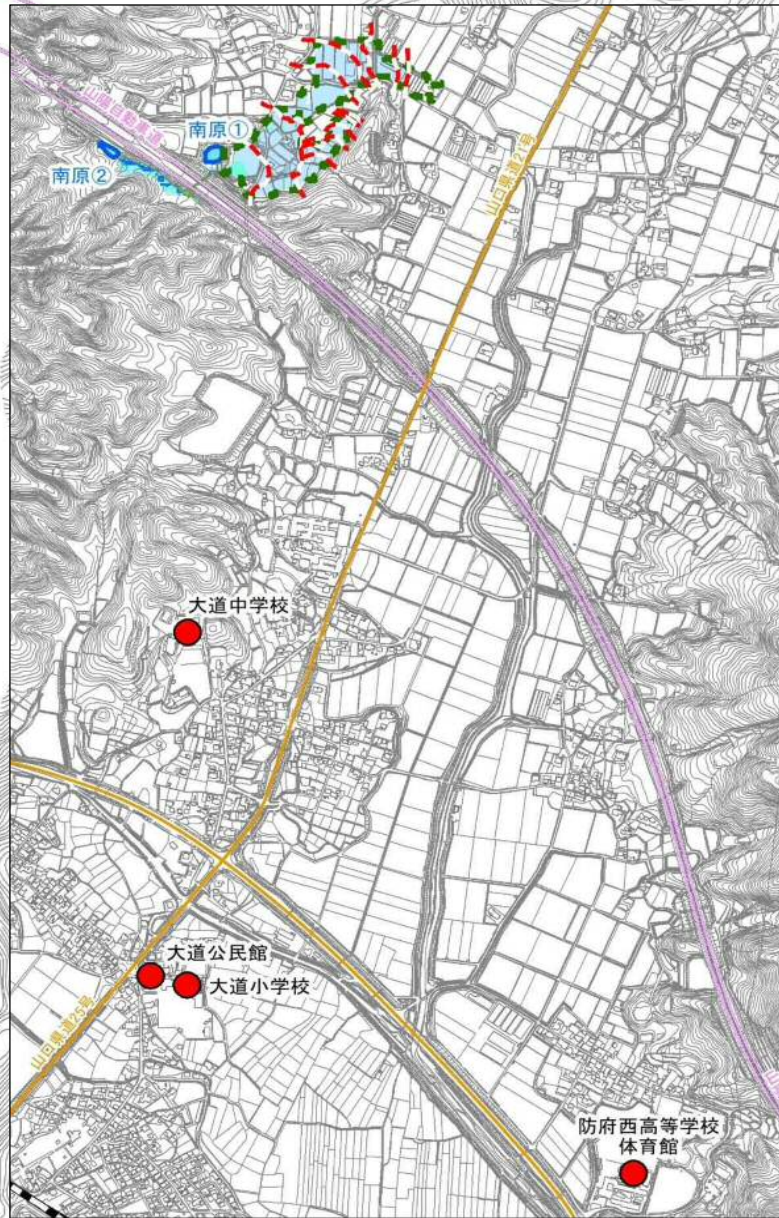 山陽自動車道
南原①
南原②
山口県道21号
大道中学校
大道公民館
大道小学校
山口県道25号
防府西高等学校
体育館